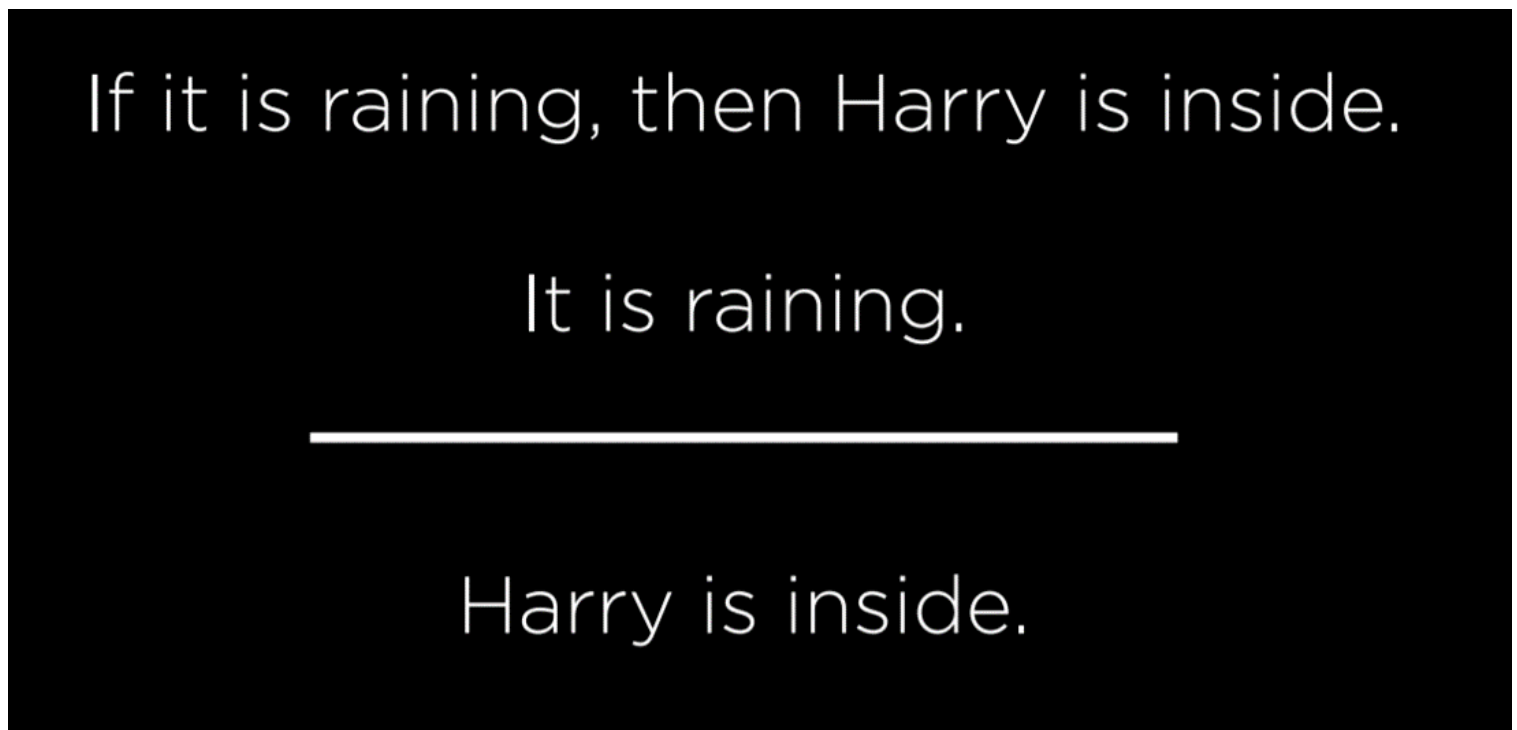 If it is raining, then Harry is inside.
It is raining.
Harry is inside.